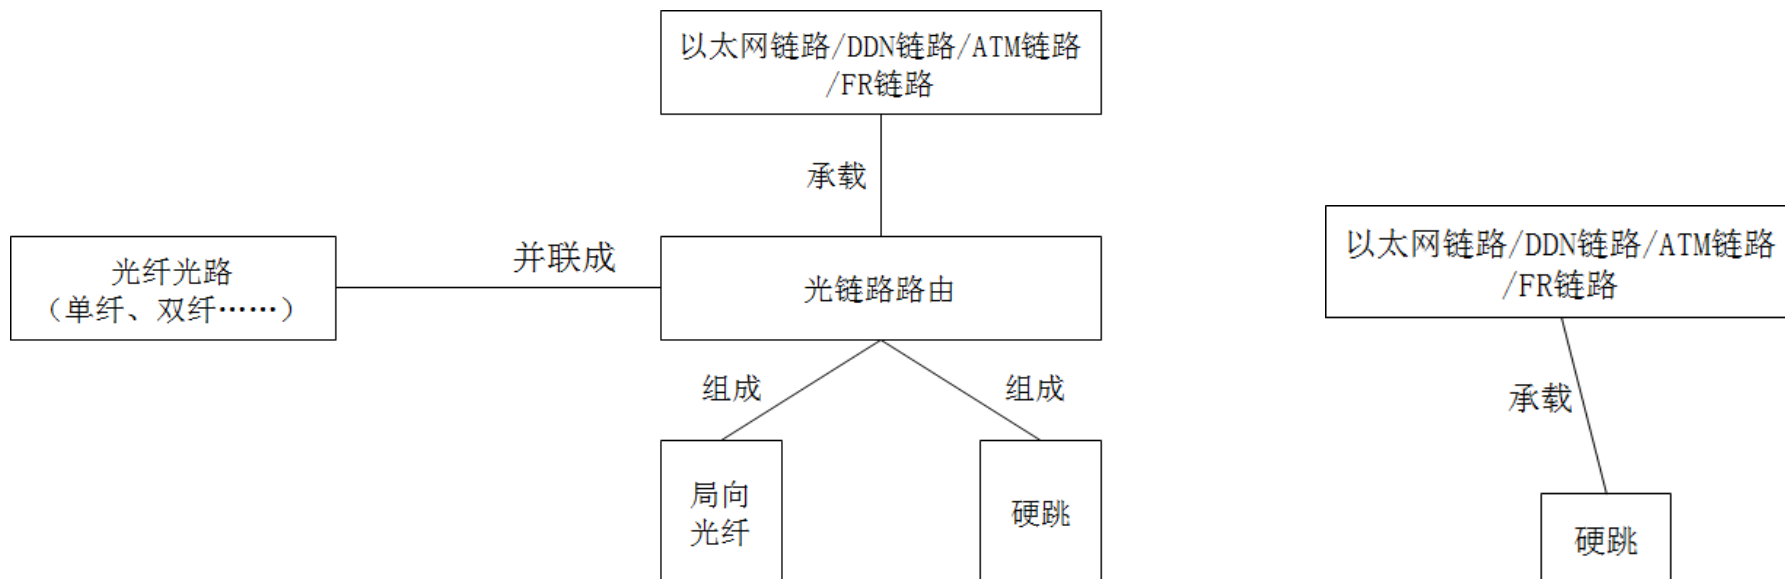 以太网链路/DDN链路/ATM链路
/FR链路
承载
光纤光路
（单纤、双纤……）
并联成
光链路路由
组成
组成
局向
光纤
硬跳
以太网链路/DDN链路/ATM链路
/FR链路
承载
硬跳